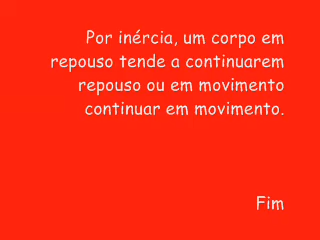 Por inércia, um corpo em
repouso tende a continuarem
repouso ou em movimento
continuar em movimento.
Fim